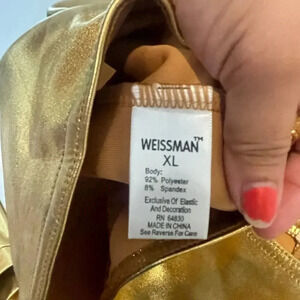 WEISSMAN™
XL
Body:
92% Polyester
8% Spandex
Exclusive Of Elastic
And Decoration
RN 64830
MADE IN CHINA
See Reverse For Care